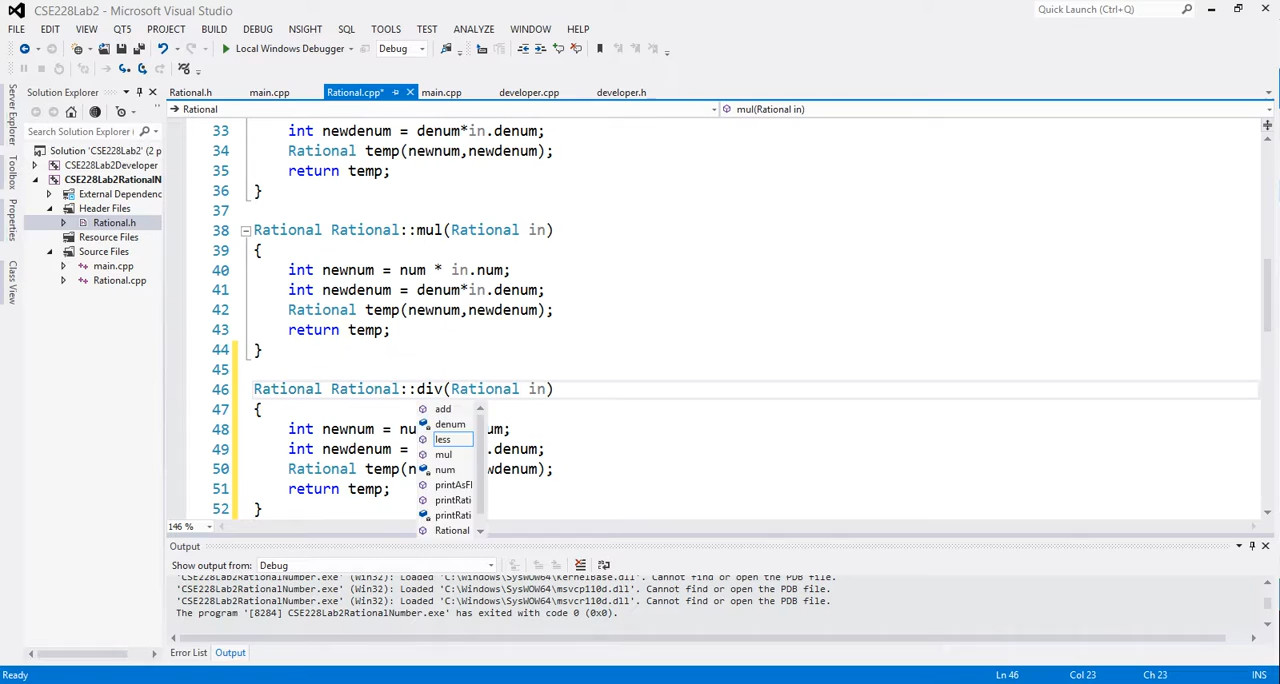 CSE228Lab2 - Microsoft Visual Studio
Quick Launch (Ctrl+Q)
FILE EDIT VIEW QT5 PROJECT BUILD DEBUG NSIGHT SQL TOOLS TEST ANALYZE WINDOW HELP
Local Windows Debugger Debug
Server Explorer
Toolbox
Properties
Class View
Solution Explorer
Search Solution Explorer (
Solution 'CSE228Lab2' (2 p
CSE228Lab2Developer
CSE228Lab2RationalN
External Dependenc
Header Files
Rational.h
Resource Files
Source Files
main.cpp
Rational.cpp
Rational.h main.cpp Rational.cpp* main.cpp developer.cpp developer.h
Rational mul(Rational in)
33 int newdenum = denum*in.denum;
34 Rational temp(newnum,newdenum);
35 return temp;
36 }
37
38 Rational Rational::mul(Rational in)
39 {
40 int newnum = num * in.num;
41 int newdenum = denum*in.denum;
42 Rational temp(newnum,newdenum);
43 return temp;
44 }
45
46 Rational Rational::div(Rational in)
47 {
48 int newnum = nu um;
49 int newdenum = .denum;
50 Rational temp(n wdenum);
51 return temp;
52 }
add
denum
less
mul
num
printAsFl
printRati
printRati
Rational
146 %
Output
Show output from: Debug
'CSE228Lab2RationalNumber.exe' (Win32): Loaded 'C:\Windows\SysWOW64\KernelBase.dll'. Cannot find or open the PDB file.
'CSE228Lab2RationalNumber.exe' (Win32): Loaded 'C:\Windows\SysWOW64\msvcp110d.dll'. Cannot find or open the PDB file.
'CSE228Lab2RationalNumber.exe' (Win32): Loaded 'C:\Windows\SysWOW64\msvcr110d.dll'. Cannot find or open the PDB file.
The program '[8284] CSE228Lab2RationalNumber.exe' has exited with code 0 (0x0).
Error List Output
Ready Ln 46 Col 23 Ch 23 INS